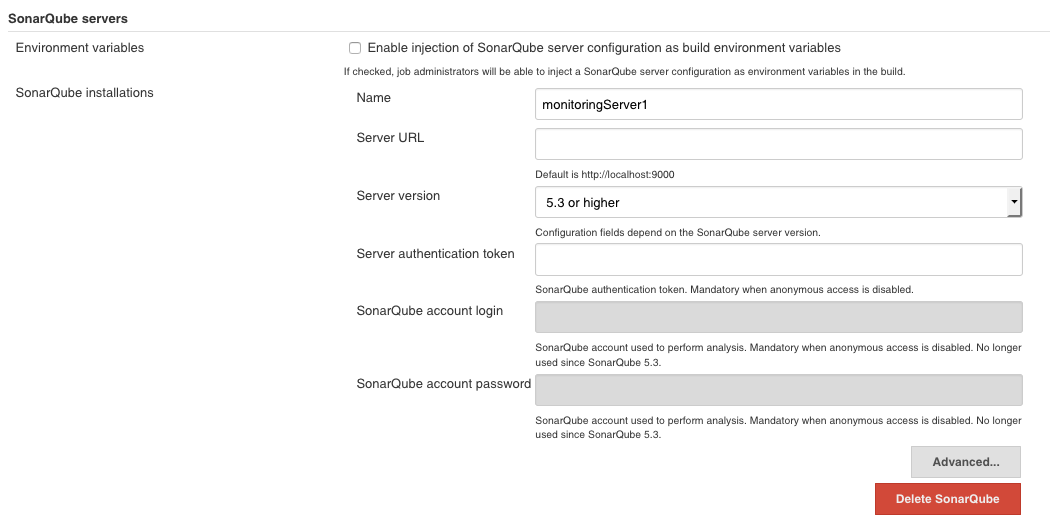 SonarQube servers
Environment variables
Enable injection of SonarQube server configuration as build environment variables
If checked, job administrators will be able to inject a SonarQube server configuration as environment variables in the build.
SonarQube installations
Name
monitoringServer1
Server URL
Default is http://localhost:9000
Server version
5.3 or higher
Configuration fields depend on the SonarQube server version.
Server authentication token
SonarQube authentication token. Mandatory when anonymous access is disabled.
SonarQube account login
SonarQube account used to perform analysis. Mandatory when anonymous access is disabled. No longer
used since SonarQube 5.3.
SonarQube account password
SonarQube account used to perform analysis. Mandatory when anonymous access is disabled. No longer
used since SonarQube 5.3.
Advanced...
Delete SonarQube